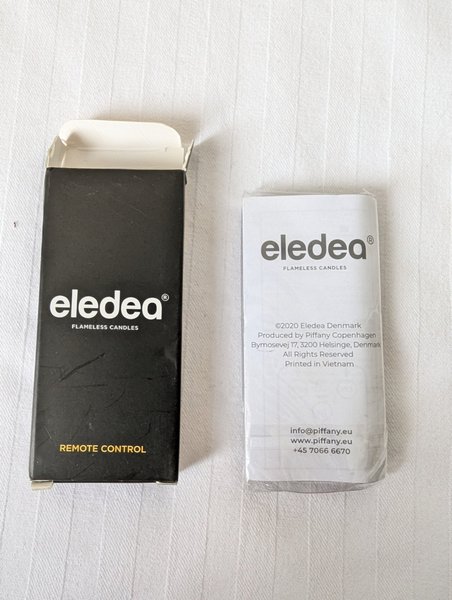 eledea®
FLAMELESS CANDLES
REMOTE CONTROL
eledea®
FLAMELESS CANDLES
©2020 Eledea Denmark
Produced by Piffany Copenhagen
Bymosevej 17, 3200 Helsinge, Denmark
All Rights Reserved
Printed in Vietnam
info@piffany.eu
www.piffany.eu
+45 7066 6670